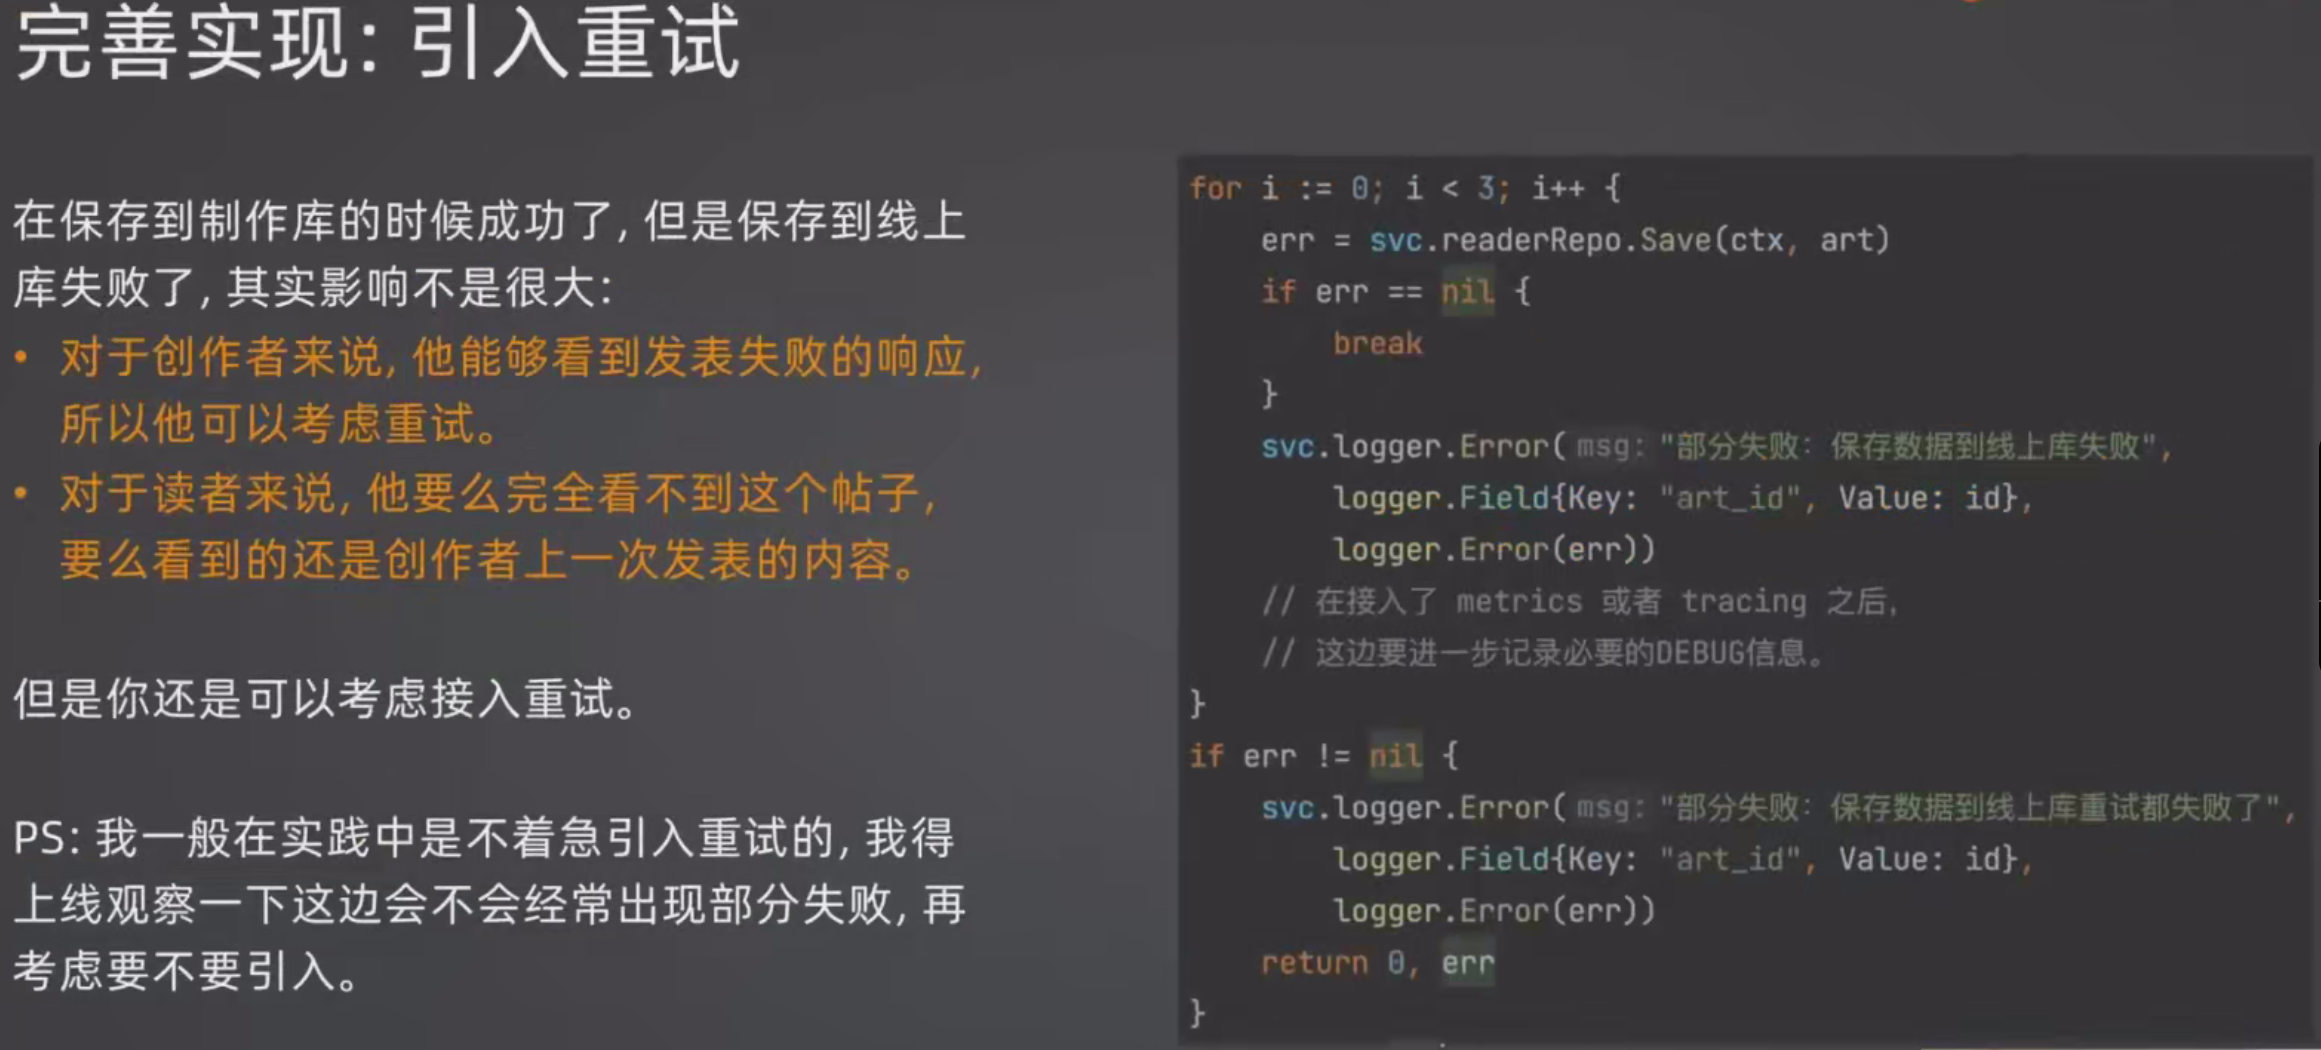 完善实现：引入重试
在保存到制作库的时候成功了，但是保存到线上
库失败了，其实影响不是很大：
• 对于创作者来说，他能够看到发表失败的响应，
所以他可以考虑重试。
• 对于读者来说，他要么完全看不到这个帖子，
要么看到的还是创作者上一次发表的内容。
但是你还是可以考虑接入重试。
PS：我一般在实践中是不着急引入重试的，我得
上线观察一下这边会不会经常出现部分失败，再
考虑要不要引入。
for i := 0; i < 3; i++ {
    err = svc.readerRepo.Save(ctx, art)
    if err == nil {
        break
    }
    svc.logger.Error( msg: "部分失败：保存数据到线上库失败",
        logger.Field{Key: "art_id", Value: id},
        logger.Error(err))
    // 在接入了 metrics 或者 tracing 之后，
    // 这边要进一步记录必要的DEBUG信息。
}
if err != nil {
    svc.logger.Error( msg: "部分失败：保存数据到线上库重试都失败了",
        logger.Field{Key: "art_id", Value: id},
        logger.Error(err))
    return 0, err
}